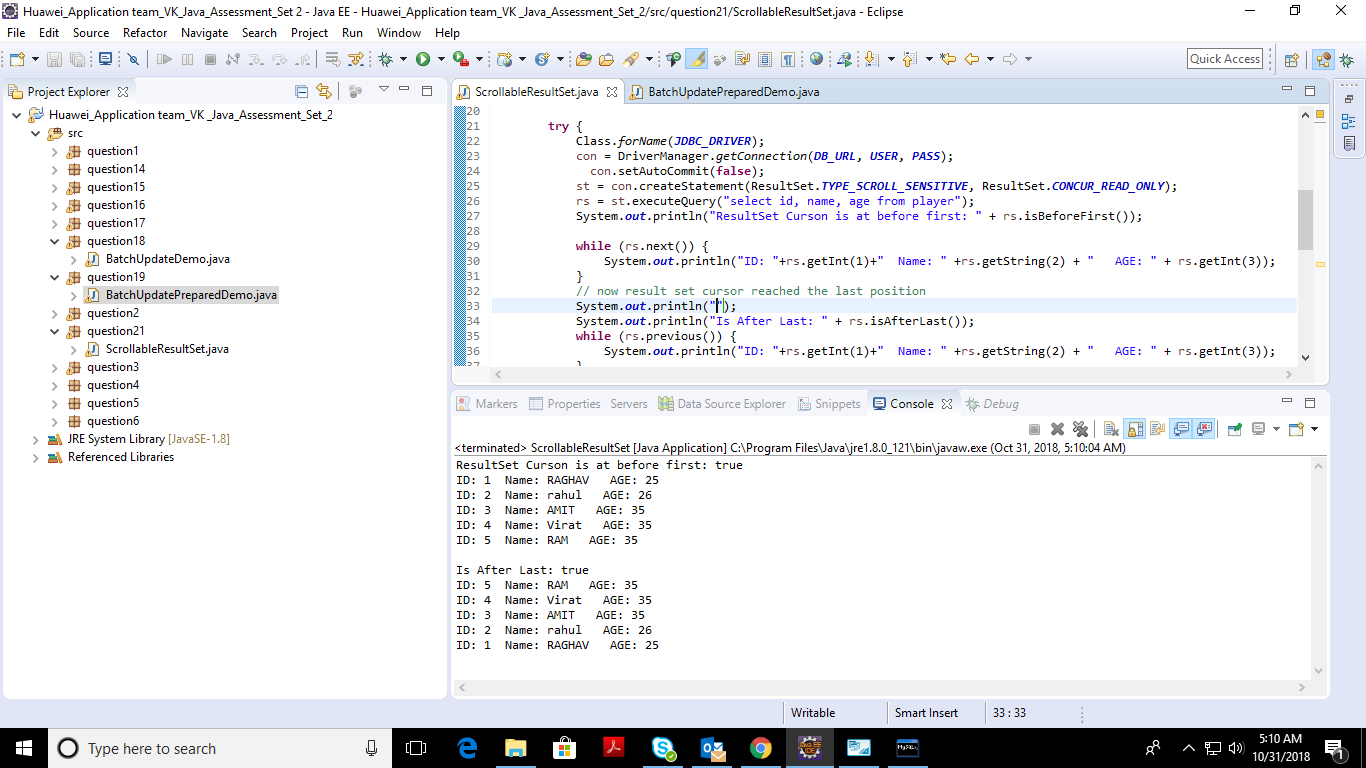 Huawei_Application team_VK_Java_Assessment_Set 2 - Java EE - Huawei_Application team_VK _Java_Assessment_Set_2/src/question21/ScrollableResultSet.java - Eclipse
File Edit Source Refactor Navigate Search Project Run Window Help
Quick Access
Project Explorer
Huawei_Application team_VK _Java_Assessment_Set_2
src
question1
question14
question15
question16
question17
question18
BatchUpdateDemo.java
question19
BatchUpdatePreparedDemo.java
question2
question21
ScrollableResultSet.java
question3
question4
question5
question6
JRE System Library [JavaSE-1.8]
Referenced Libraries
ScrollableResultSet.java BatchUpdatePreparedDemo.java
20
21 try {
22 Class.forName(JDBC_DRIVER);
23 con = DriverManager.getConnection(DB_URL, USER, PASS);
24 con.setAutoCommit(false);
25 st = con.createStatement(ResultSet.TYPE_SCROLL_SENSITIVE, ResultSet.CONCUR_READ_ONLY);
26 rs = st.executeQuery("select id, name, age from player");
27 System.out.println("ResultSet Curson is at before first: " + rs.isBeforeFirst());
28
29 while (rs.next()) {
30 System.out.println("ID: "+rs.getInt(1)+"  Name: " +rs.getString(2) + "   AGE: " + rs.getInt(3));
31 }
32 // now result set cursor reached the last position
33 System.out.println("");
34 System.out.println("Is After Last: " + rs.isAfterLast());
35 while (rs.previous()) {
36 System.out.println("ID: "+rs.getInt(1)+"  Name: " +rs.getString(2) + "   AGE: " + rs.getInt(3));
37 }
Markers Properties Servers Data Source Explorer Snippets Console Debug
<terminated> ScrollableResultSet [Java Application] C:\Program Files\Java\jre1.8.0_121\bin\javaw.exe (Oct 31, 2018, 5:10:04 AM)
ResultSet Curson is at before first: true
ID: 1  Name: RAGHAV   AGE: 25
ID: 2  Name: rahul   AGE: 26
ID: 3  Name: AMIT   AGE: 35
ID: 4  Name: Virat   AGE: 35
ID: 5  Name: RAM   AGE: 35
Is After Last: true
ID: 5  Name: RAM   AGE: 35
ID: 4  Name: Virat   AGE: 35
ID: 3  Name: AMIT   AGE: 35
ID: 2  Name: rahul   AGE: 26
ID: 1  Name: RAGHAV   AGE: 25
Writable Smart Insert 33 : 33
Type here to search
5:10 AM
10/31/2018